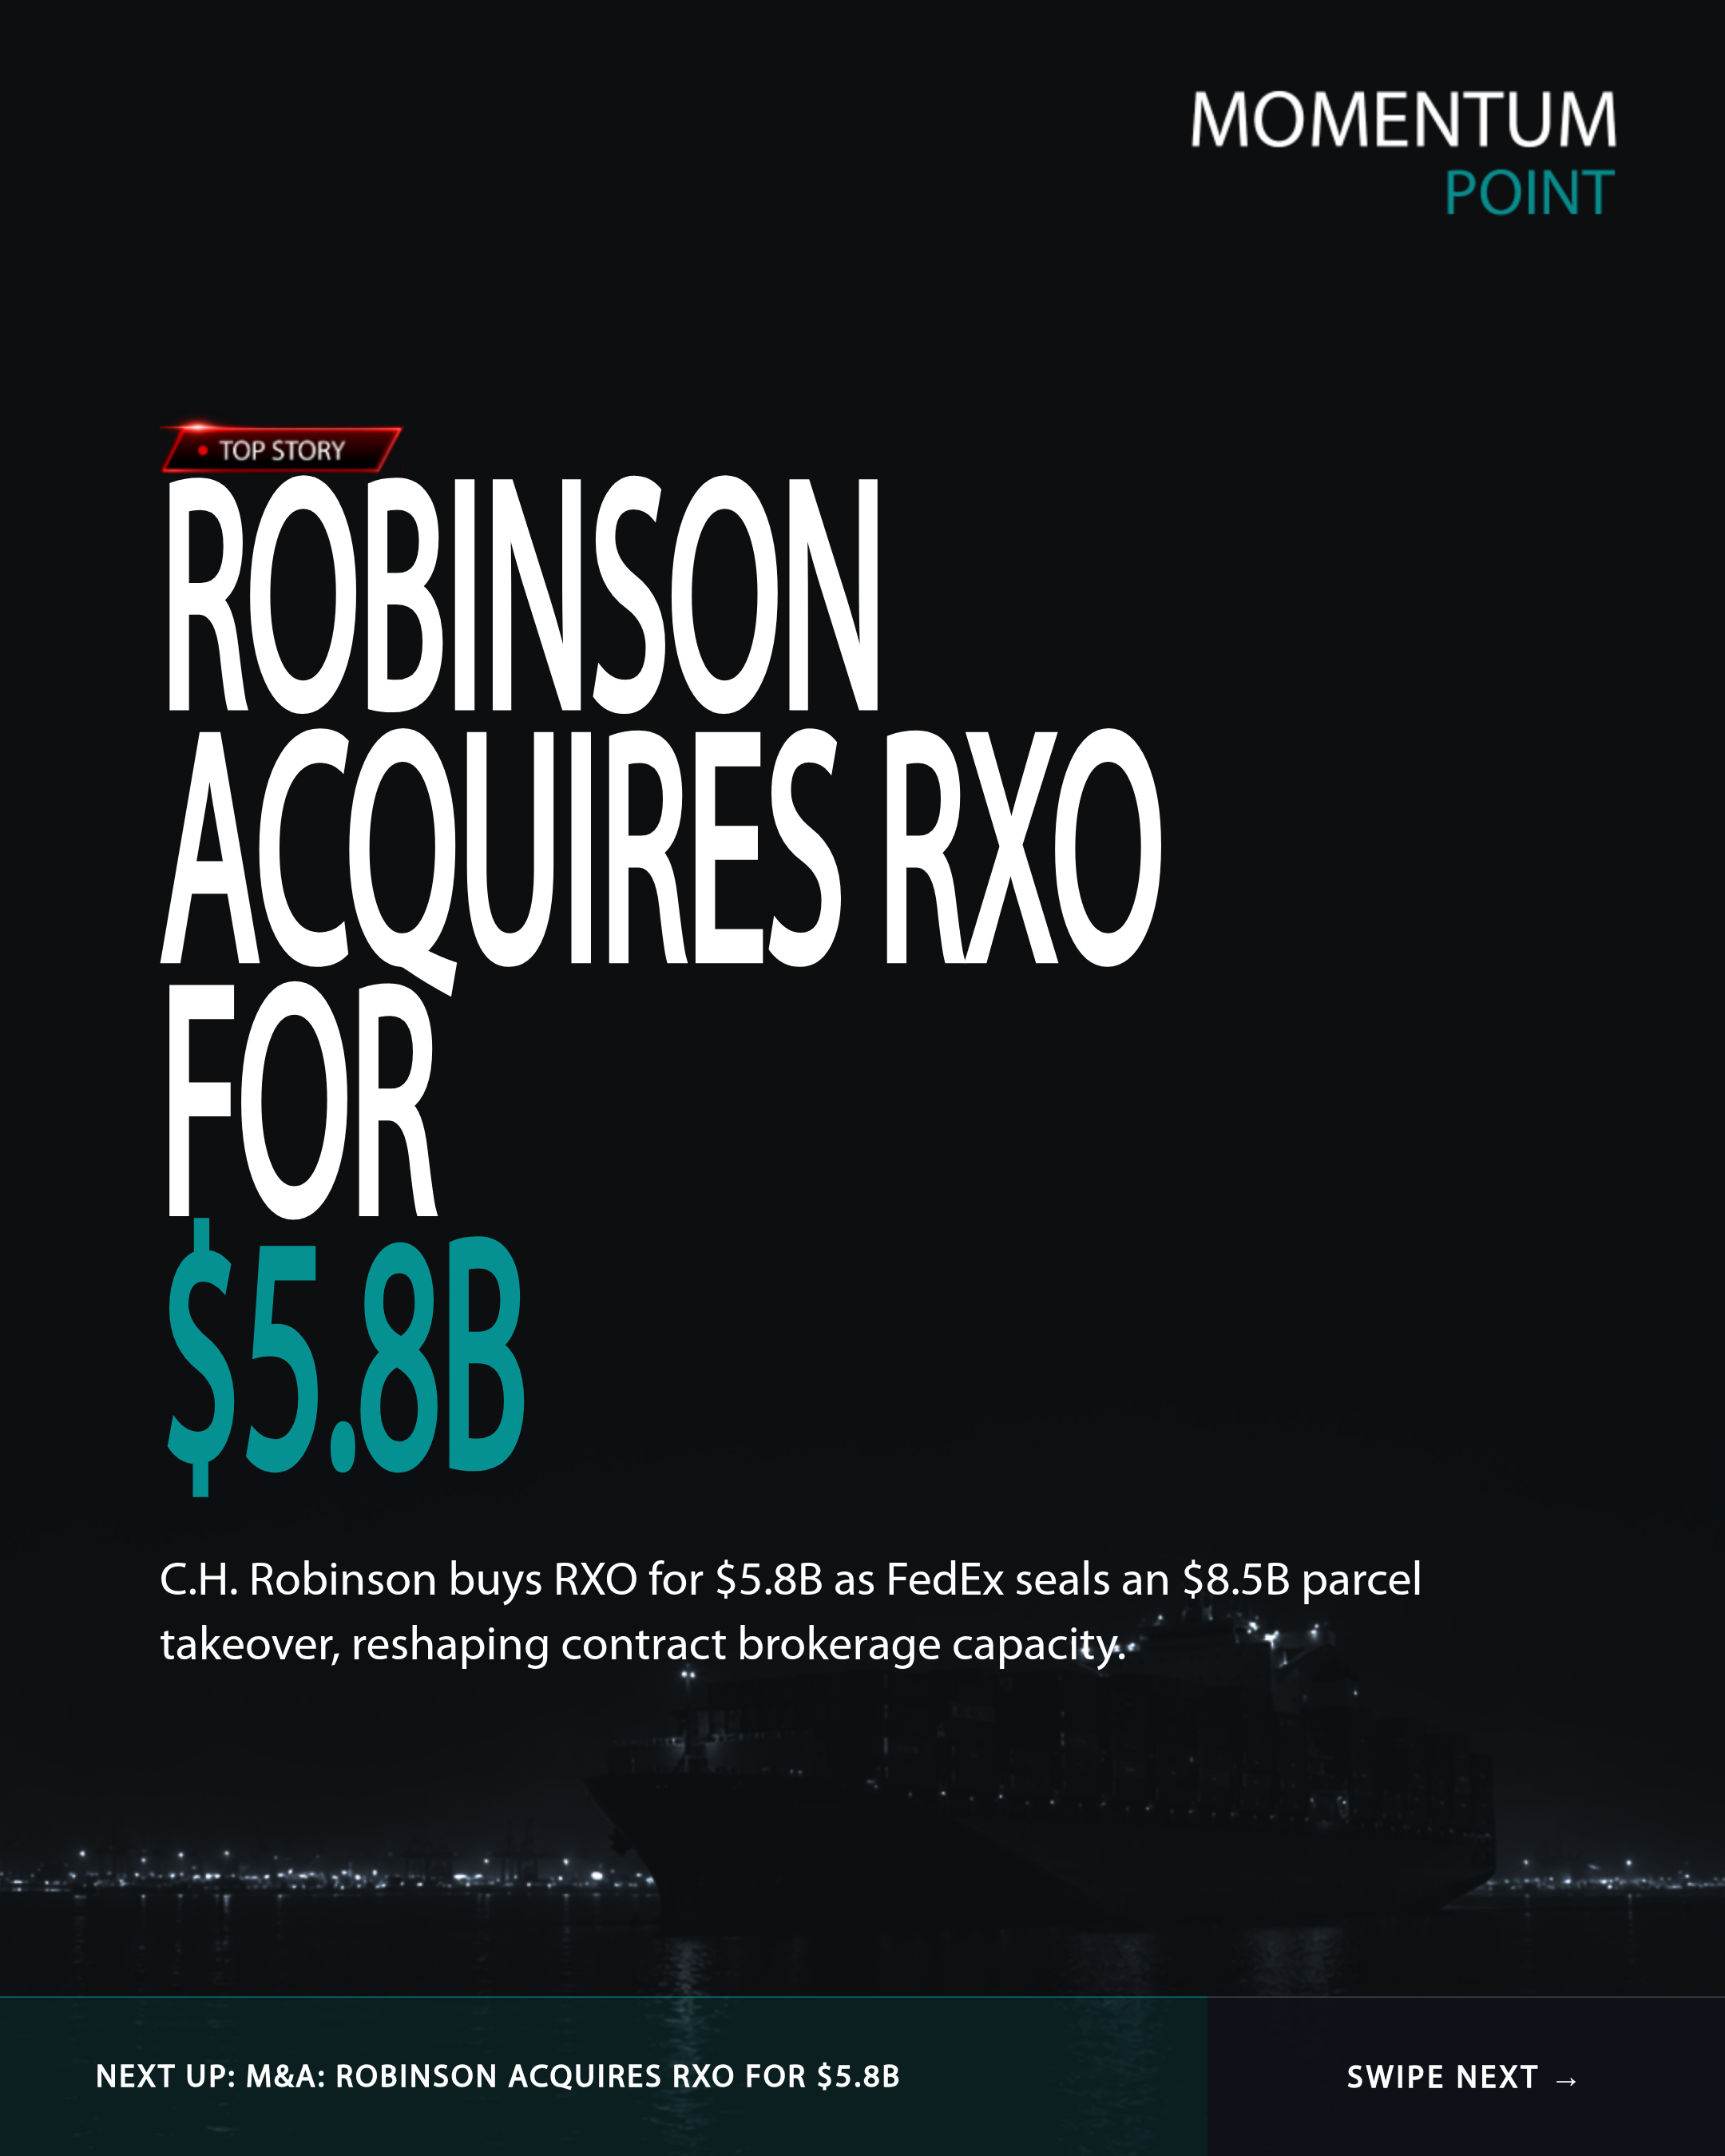 MOMENTUM
POINT
TOP STORY
ROBINSON
ACQUIRES RXO
FOR
$5.8B
C.H. Robinson buys RXO for $5.8B as FedEx seals an $8.5B parcel
takeover, reshaping contract brokerage capacity.
NEXT UP: M&A: ROBINSON ACQUIRES RXO FOR $5.8B
SWIPE NEXT →